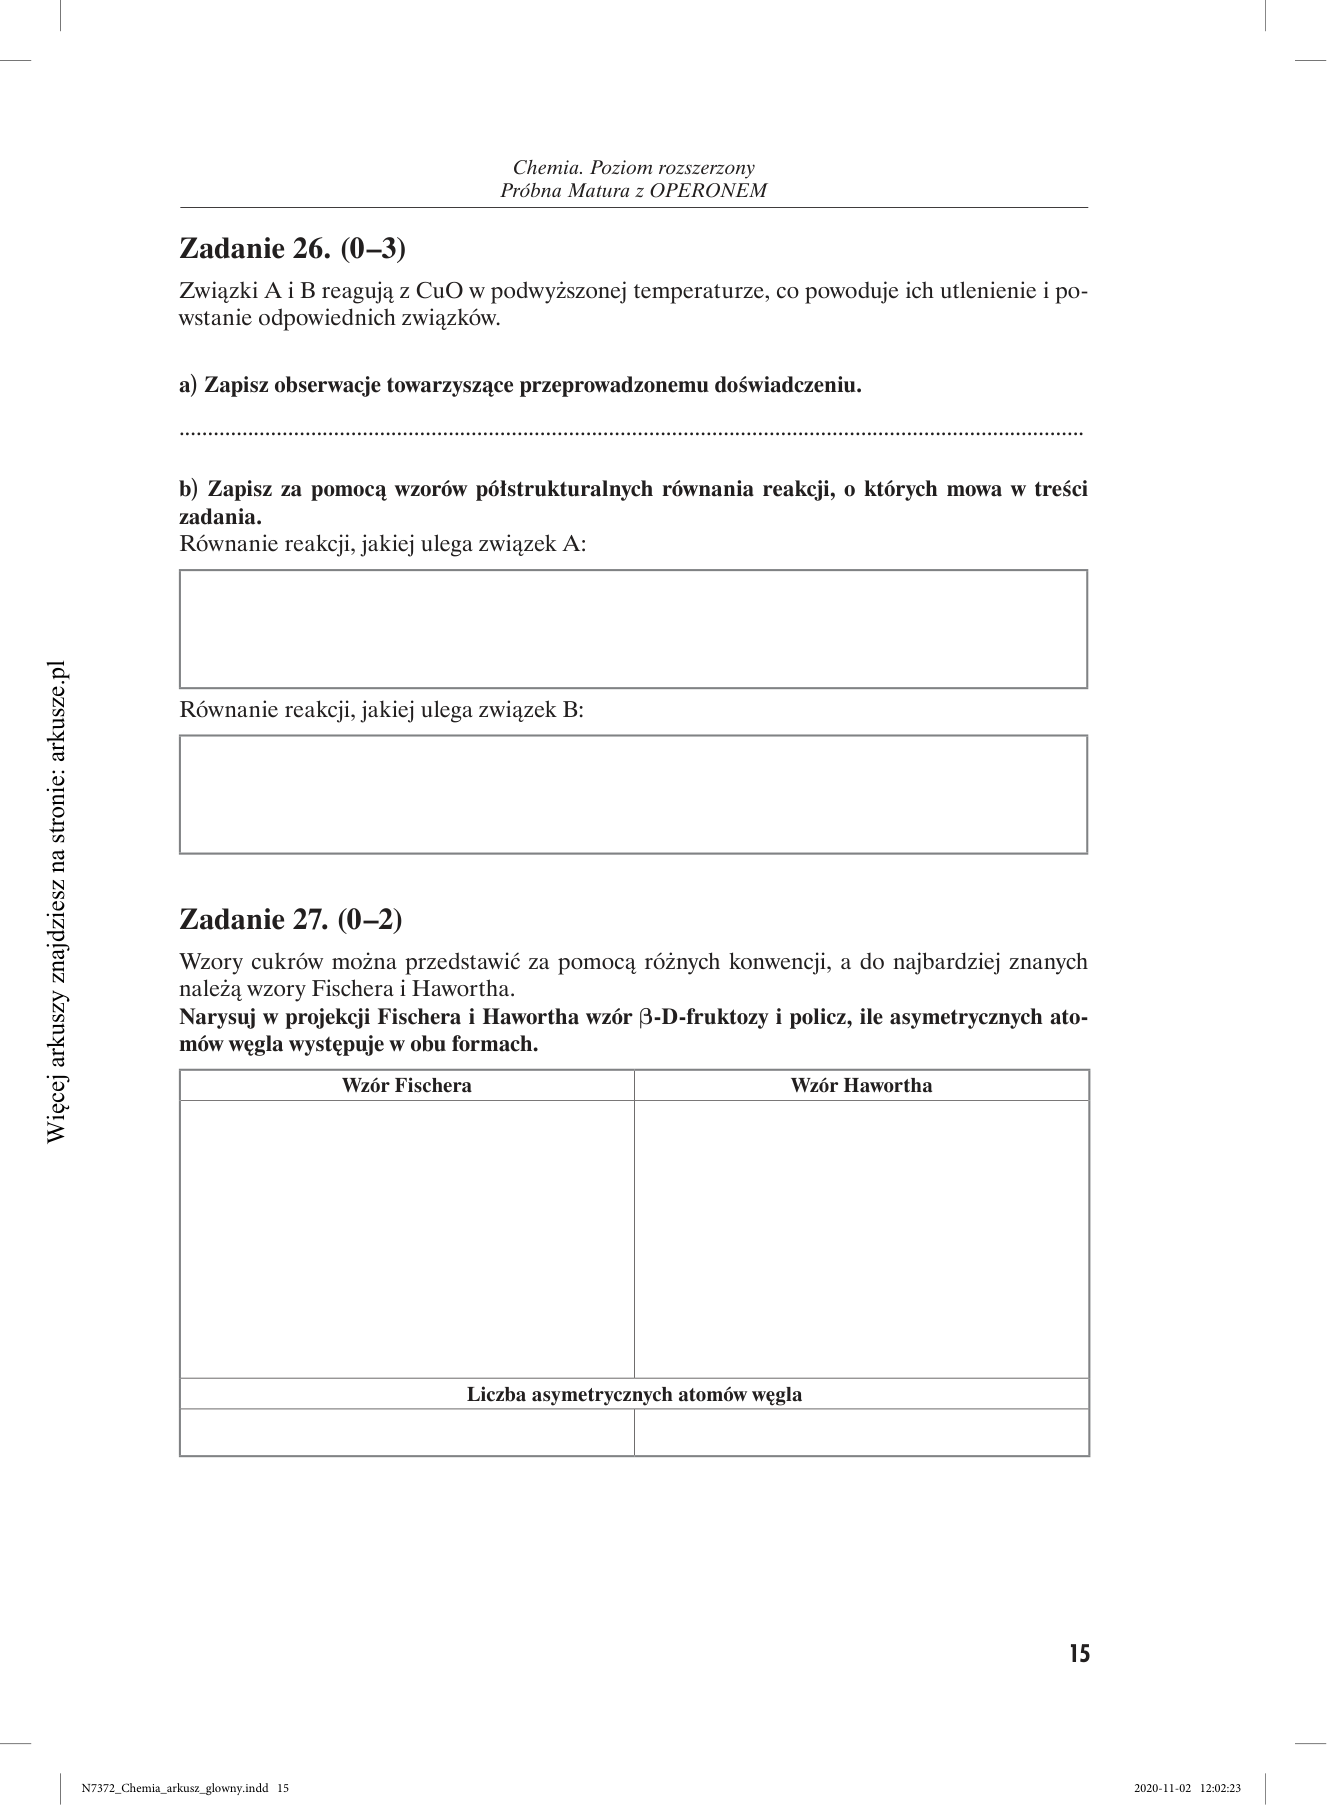 Chemia. Poziom rozszerzony
Próbna Matura z OPERONEM
Zadanie 26. (0–3)
Związki A i B reagują z CuO w podwyższonej temperaturze, co powoduje ich utlenienie i po-
wstanie odpowiednich związków.
a) Zapisz obserwacje towarzyszące przeprowadzonemu doświadczeniu.
b) Zapisz za pomocą wzorów półstrukturalnych równania reakcji, o których mowa w treści
zadania.
Równanie reakcji, jakiej ulega związek A:
Równanie reakcji, jakiej ulega związek B:
Zadanie 27. (0–2)
Wzory cukrów można przedstawić za pomocą różnych konwencji, a do najbardziej znanych
należą wzory Fischera i Hawortha.
Narysuj w projekcji Fischera i Hawortha wzór β-D-fruktozy i policz, ile asymetrycznych ato-
mów węgla występuje w obu formach.
Wzór Fischera
Wzór Hawortha
Liczba asymetrycznych atomów węgla
15
Więcej arkuszy znajdziesz na stronie: arkusze.pl
N7372_Chemia_arkusz_glowny.indd 15
2020-11-02 12:02:23